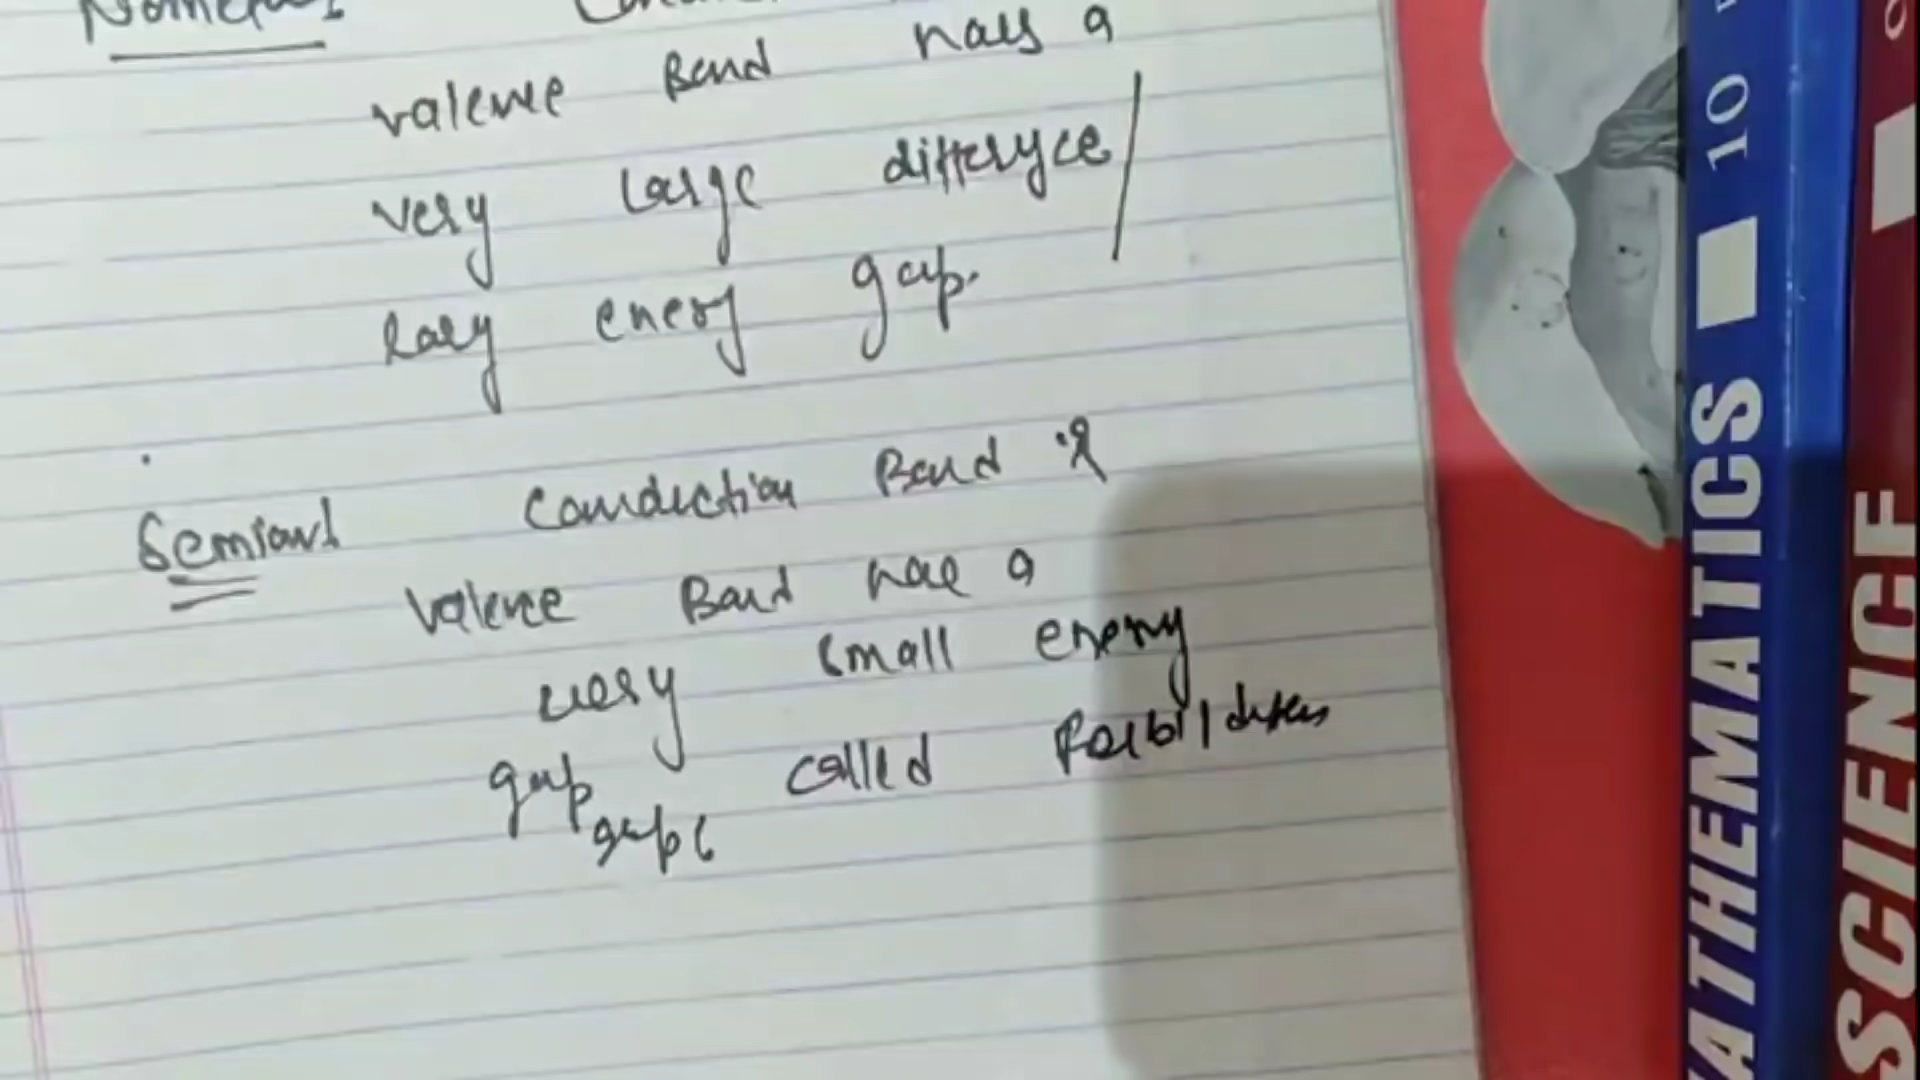 valence Band has a
very large difference/
large energy gap.
Semicond Conduction Band &
valence Band has a
very small energy
gap called Forbidden
gap
10
MATHEMATICS
SCIENCE